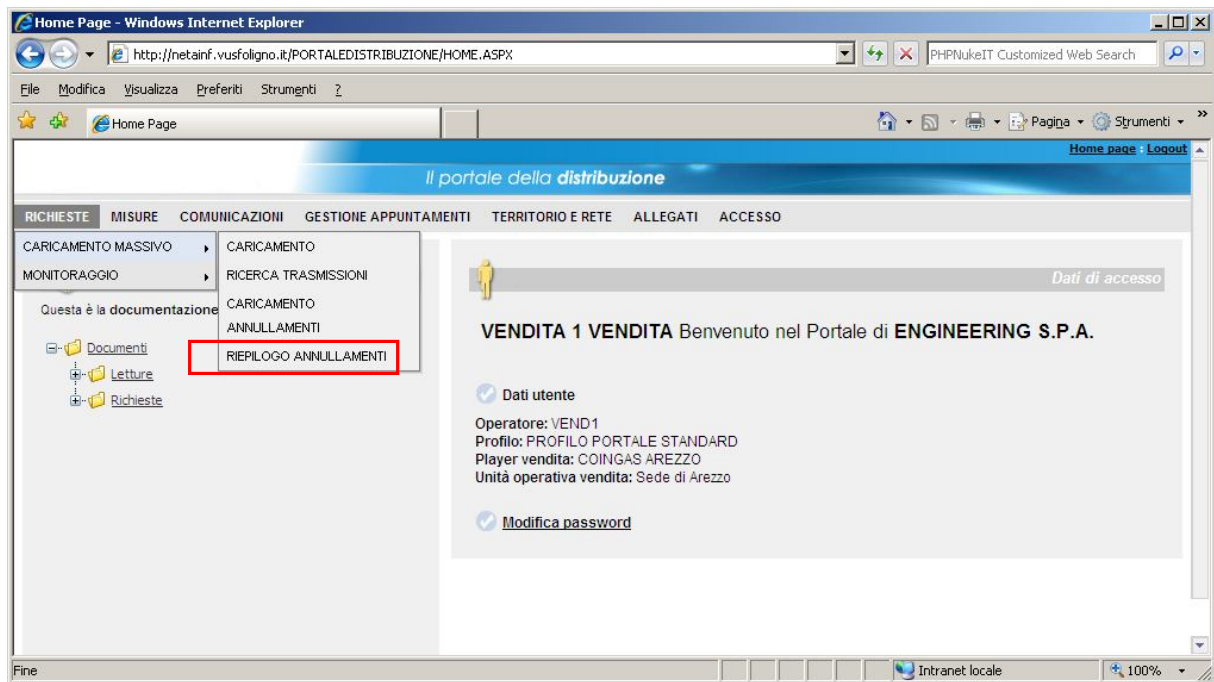 Home Page - Windows Internet Explorer
http://netainf.vusfoligno.it/PORTALEDISTRIBUZIONE/HOME.ASPX
PHPNukeIT Customized Web Search
File Modifica Visualizza Preferiti Strumenti ?
Home Page
Pagina Strumenti »
Home page : Logout
Il portale della distribuzione
RICHIESTE MISURE COMUNICAZIONI GESTIONE APPUNTAMENTI TERRITORIO E RETE ALLEGATI ACCESSO
CARICAMENTO MASSIVO
MONITORAGGIO
CARICAMENTO
RICERCA TRASMISSIONI
CARICAMENTO
ANNULLAMENTI
RIEPILOGO ANNULLAMENTI
Questa è la documentazione
Documenti
Letture
Richieste
Dati di accesso
VENDITA 1 VENDITA Benvenuto nel Portale di ENGINEERING S.P.A.
Dati utente
Operatore: VEND1
Profilo: PROFILO PORTALE STANDARD
Player vendita: COINGAS AREZZO
Unità operativa vendita: Sede di Arezzo
Modifica password
Fine
Intranet locale
100%